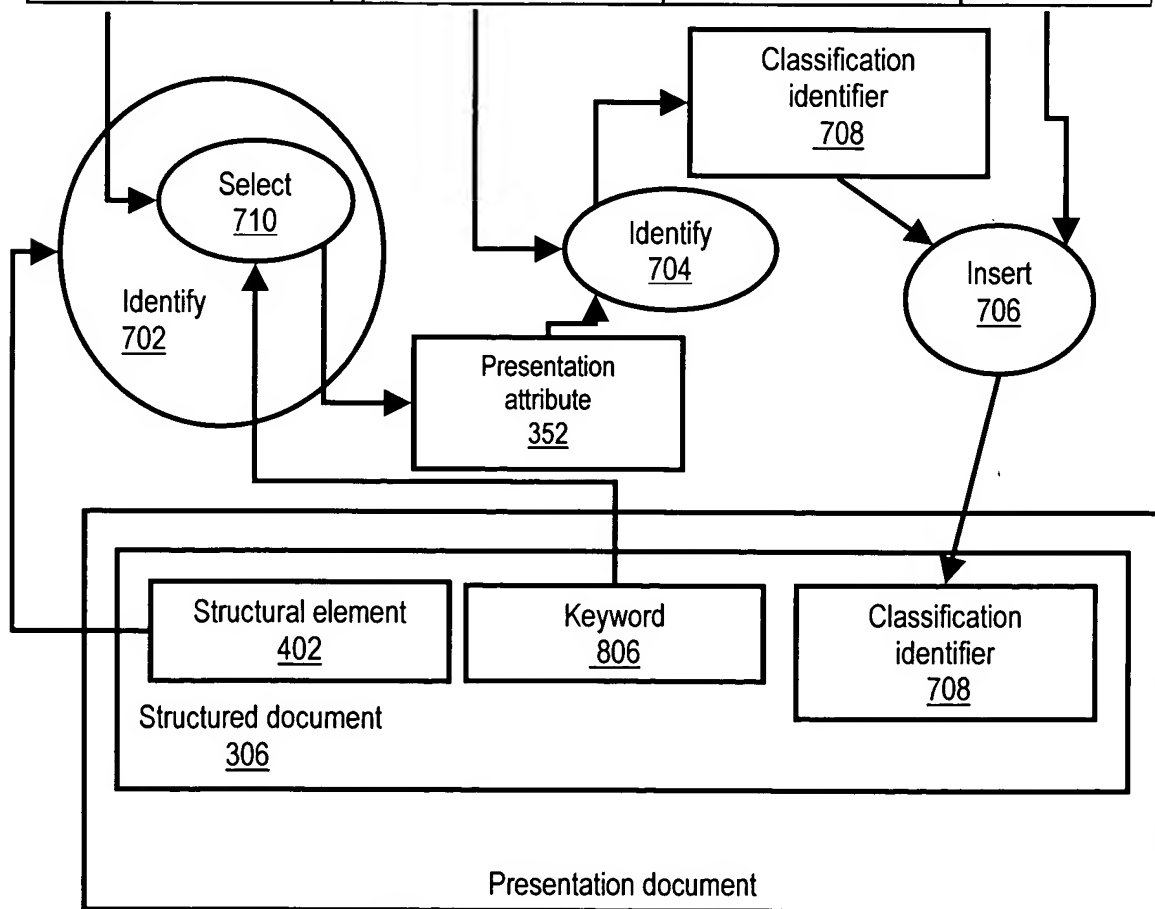 Classification
identifier
708
Select
710
Identify
704
Insert
706
Identify
702
Presentation
attribute
352
Structural element
402
Keyword
806
Classification
identifier
708
Structured document
306
Presentation document